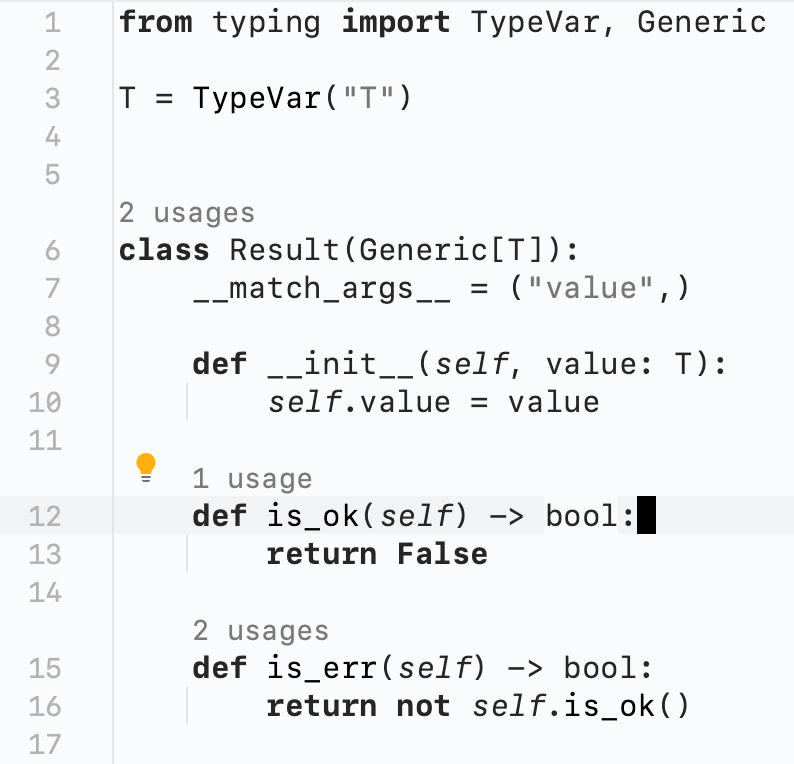 1 from typing import TypeVar, Generic
2
3 T = TypeVar("T")
4
5
2 usages
6 class Result(Generic[T]):
7     __match_args__ = ("value",)
8
9     def __init__(self, value: T):
10         self.value = value
11
1 usage
12     def is_ok(self) -> bool:
13         return False
14
2 usages
15     def is_err(self) -> bool:
16         return not self.is_ok()
17